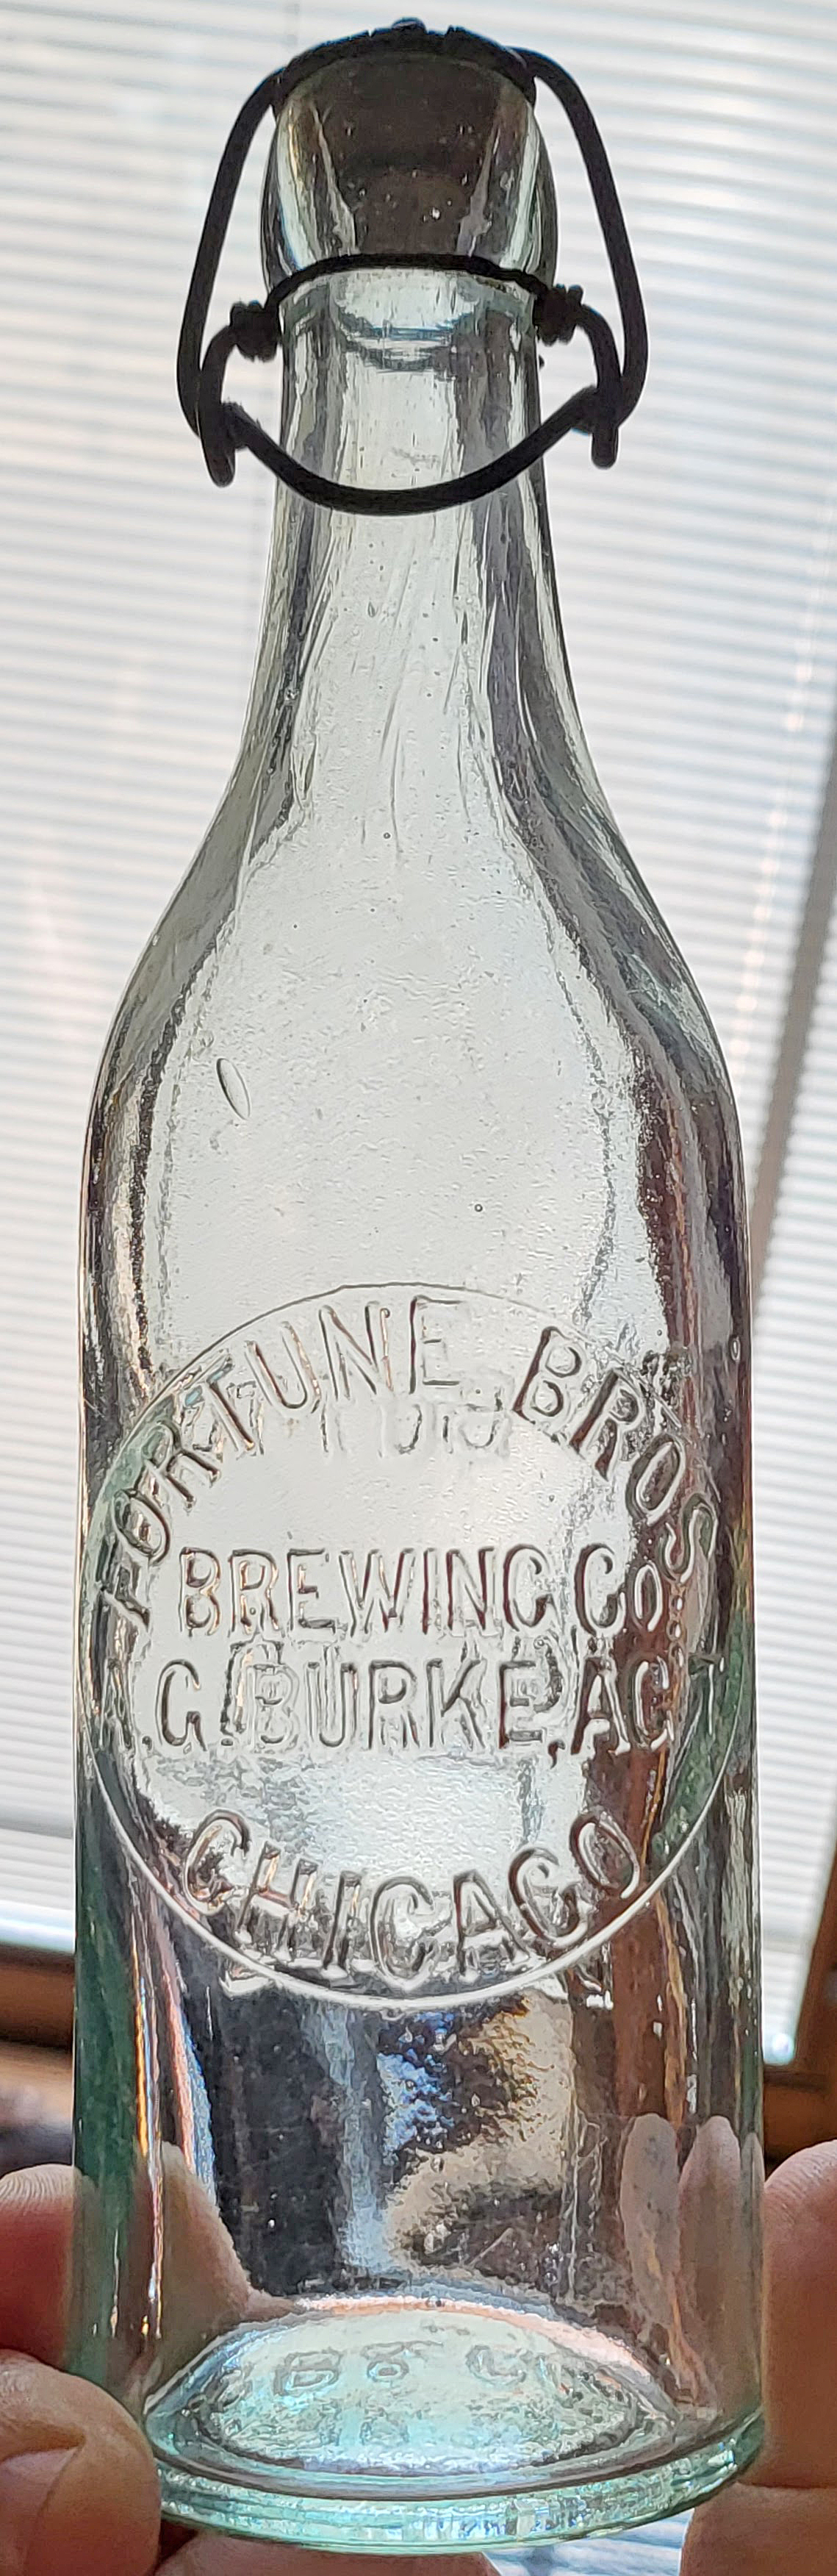 FORTUNE BROS
BREWING Co.
A.G. BURKE, AGT
CHICAGO